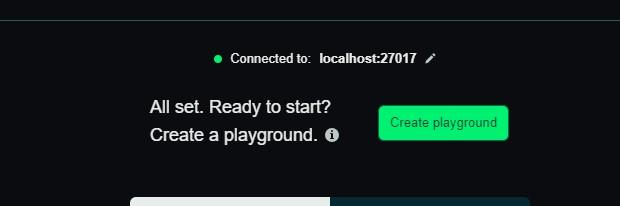 Connected to: localhost:27017
All set. Ready to start?
Create a playground.
Create playground